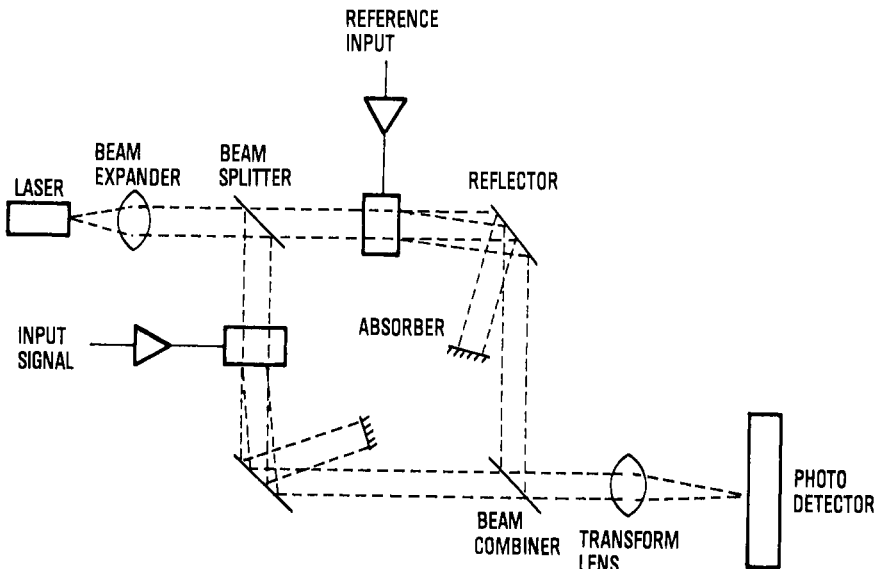 REFERENCE
INPUT
BEAM
EXPANDER
BEAM
SPLITTER
LASER
REFLECTOR
ABSORBER
INPUT
SIGNAL
PHOTO
DETECTOR
BEAM
COMBINER
TRANSFORM
LENS